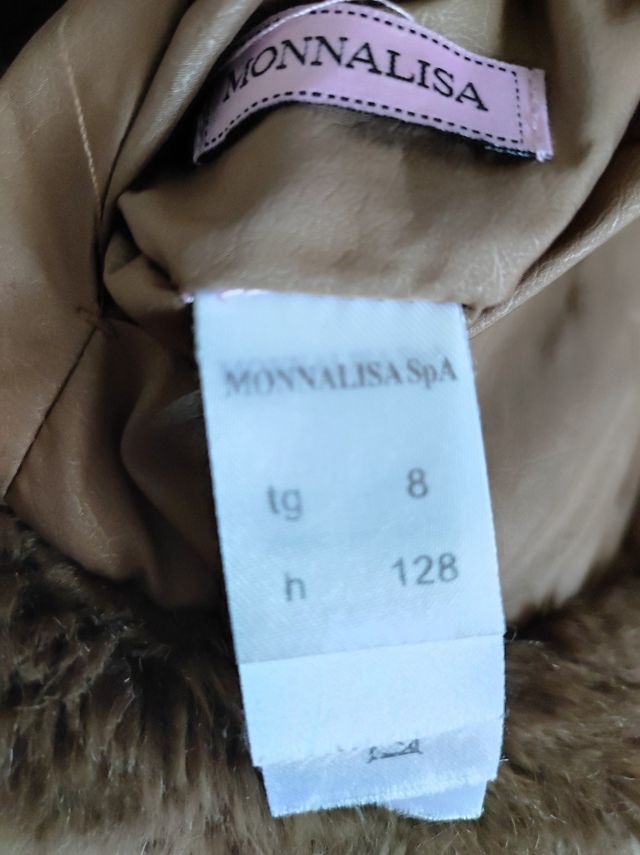 MONNALISA
MONNALISA SpA
tg 8
h 128